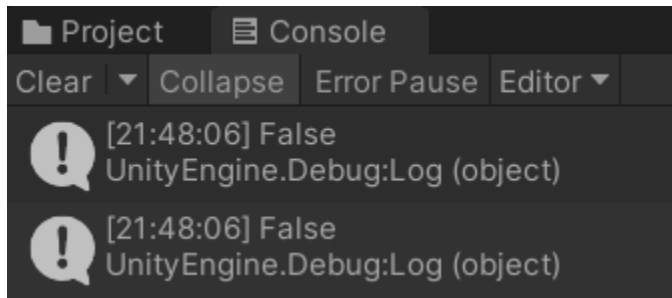 Project Console
Clear Collapse Error Pause Editor
[21:48:06] False
UnityEngine.Debug:Log (object)
[21:48:06] False
UnityEngine.Debug:Log (object)